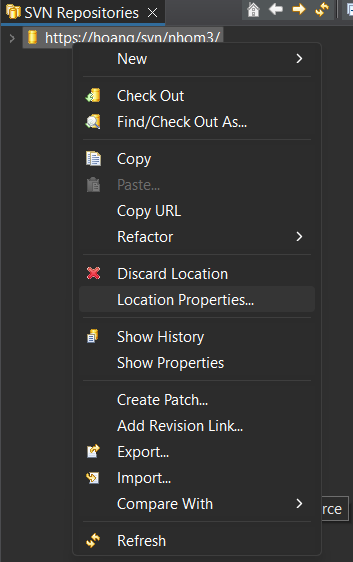 SVN Repositories
https://hoang/svn/nhom3/
New
Check Out
Find/Check Out As...
Copy
Paste...
Copy URL
Refactor
Discard Location
Location Properties...
Show History
Show Properties
Create Patch...
Add Revision Link...
Export...
Import...
Compare With
rce
Refresh